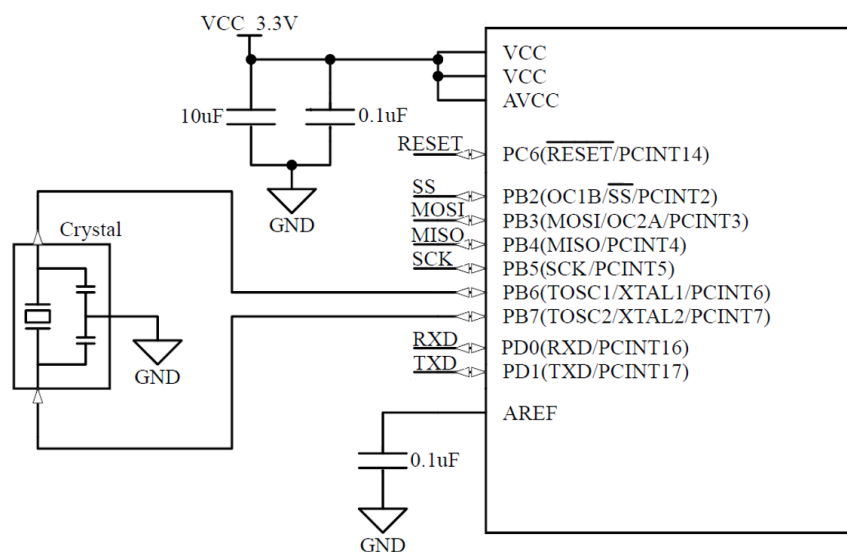 VCC 3.3V
10uF
0.1uF
GND
VCC
VCC
AVCC
RESET
PC6(RESET/PCINT14)
SS
PB2(OC1B/SS/PCINT2)
MOSI
PB3(MOSI/OC2A/PCINT3)
MISO
PB4(MISO/PCINT4)
SCK
PB5(SCK/PCINT5)
PB6(TOSC1/XTAL1/PCINT6)
PB7(TOSC2/XTAL2/PCINT7)
Crystal
GND
RXD
PD0(RXD/PCINT16)
TXD
PD1(TXD/PCINT17)
AREF
0.1uF
GND